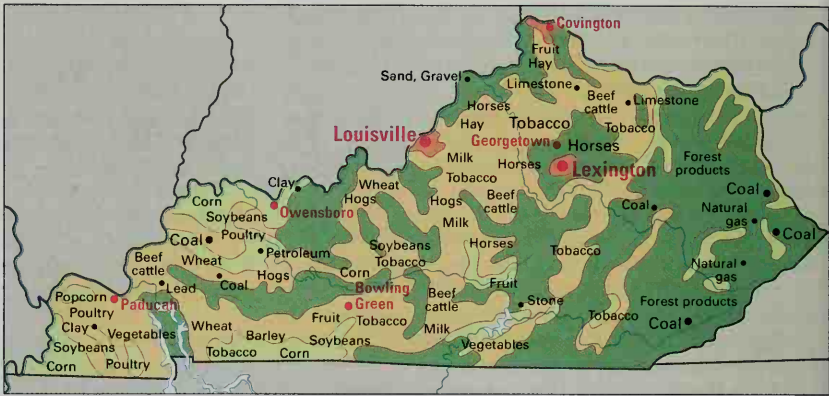 Covington
Fruit
Hay
Sand, Gravel
Limestone
Beef
cattle
Limestone
Horses
Hay
Tobacco
Tobacco
Louisville
Georgetown
Horses
Milk
Horses
Lexington
Forest
products
Tobacco
Clay
Wheat
Hogs
Corn
Soybeans
Owensboro
Hogs
Beef
cattle
Coal
Coal
Natural
gas
Coal
Poultry
Coal
Petroleum
Milk
Soybeans
Tobacco
Horses
Tobacco
Beef
cattle
Wheat
Hogs
Corn
Natural
gas
Lead
Coal
Bowling
Green
Beef
cattle
Fruit
Stone
Forest products
Popcorn
Paducah
Poultry
Clay
Vegetables
Soybeans
Poultry
Corn
Wheat
Fruit
Tobacco
Barley
Soybeans
Milk
Tobacco
Corn
Vegetables
Tobacco
Coal